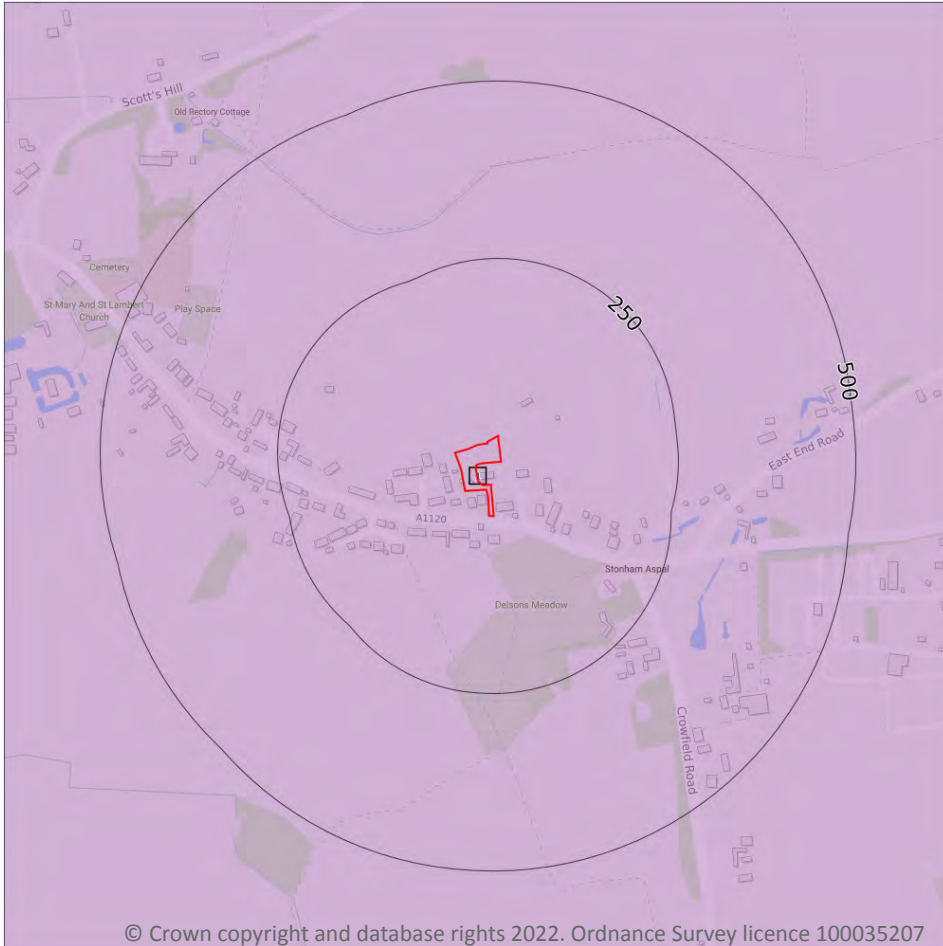 Scott's Hill
Old Rectory Cottage
Cemetery
St-Mary And St Lambert
Church
Play Space
250
500
East End Road
A1120
Stonham Aspal
Delsons Meadow
Crowfield Road
© Crown copyright and database rights 2022. Ordnance Survey licence 100035207